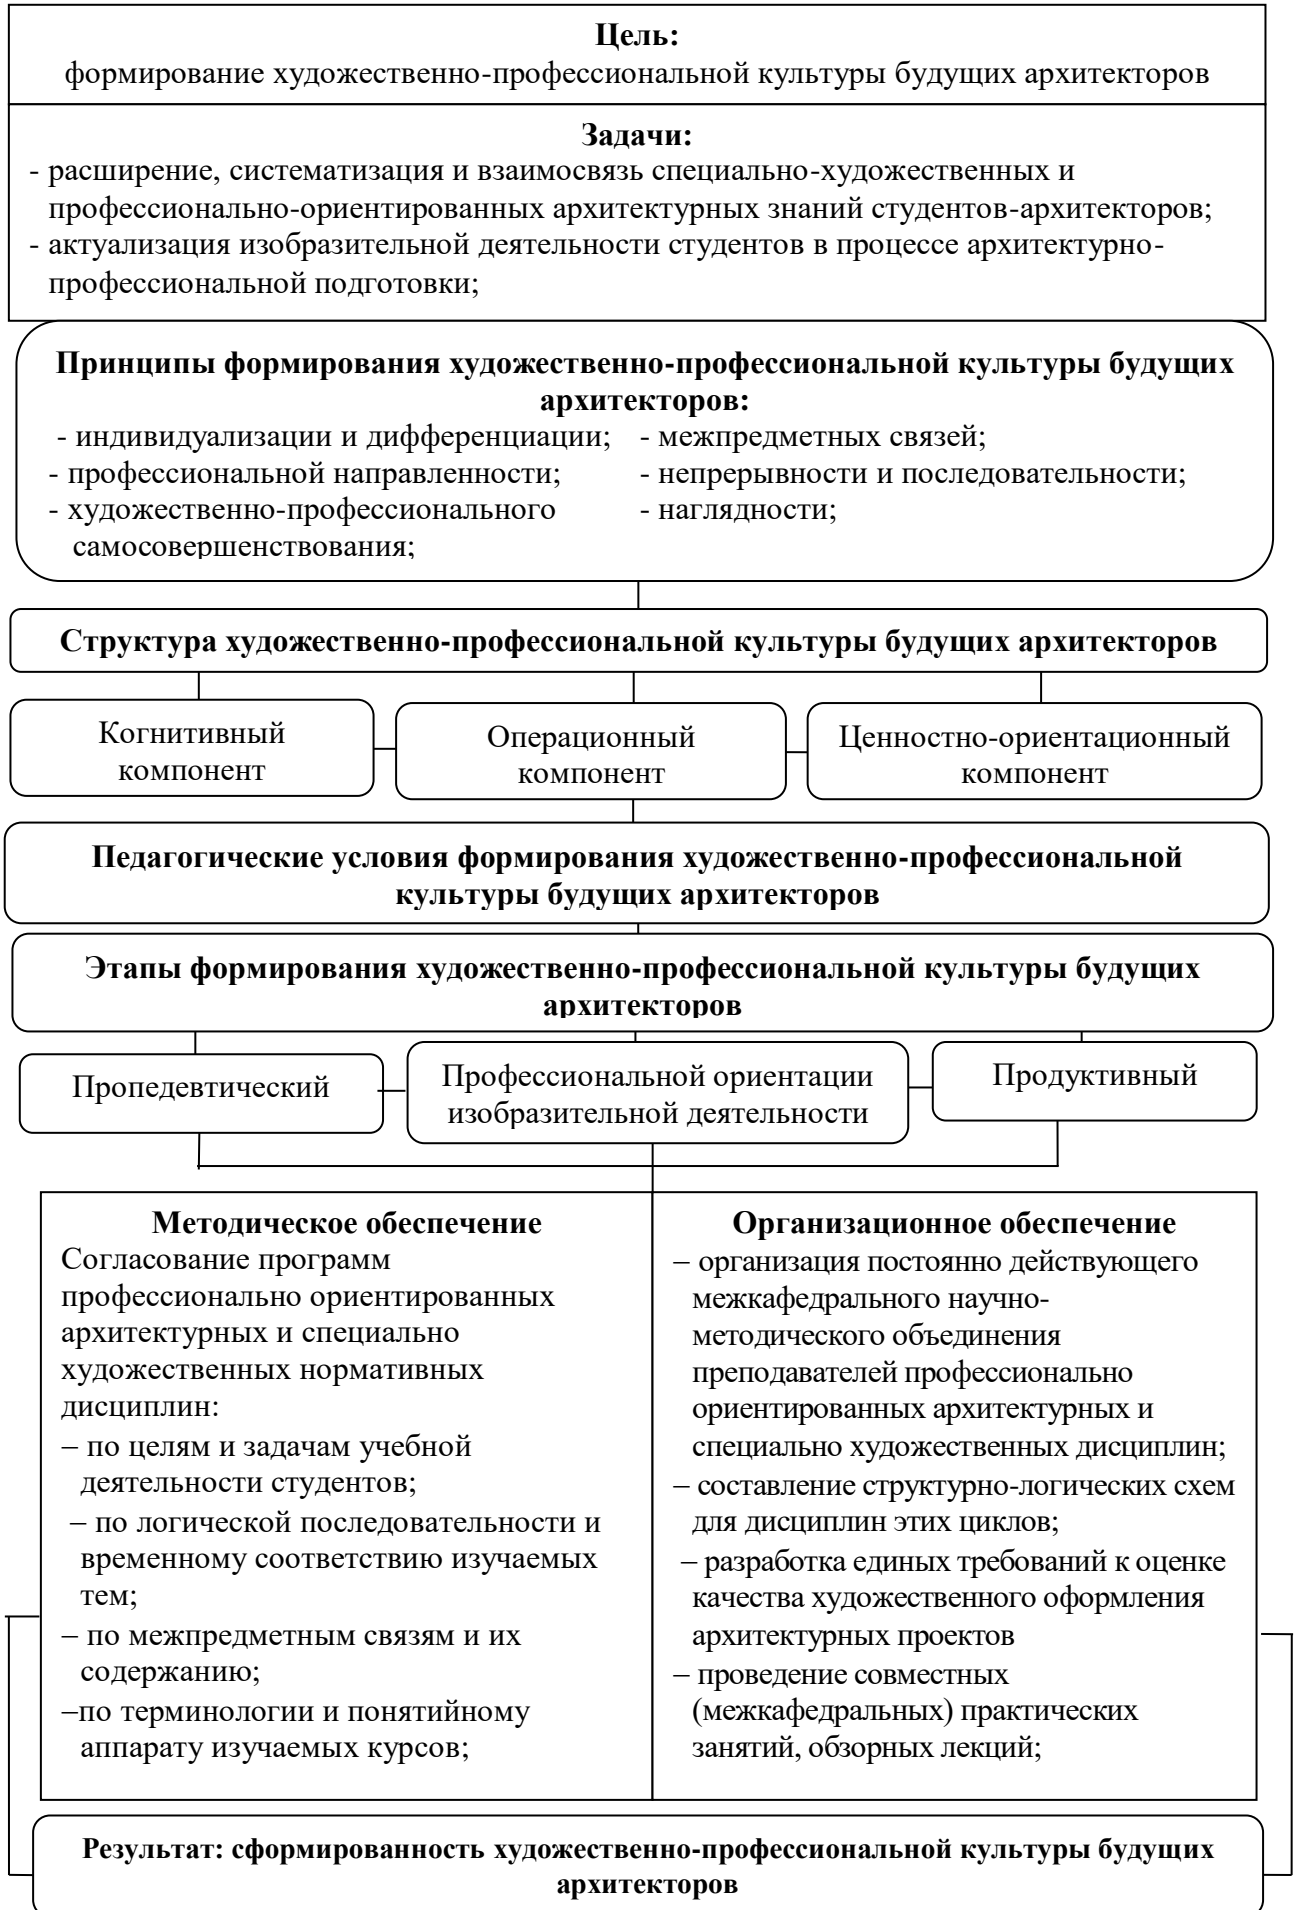 Цель:
формирование художественно-профессиональной культуры будущих архитекторов
Задачи:
- расширение, систематизация и взаимосвязь специально-художественных и
профессионально-ориентированных архитектурных знаний студентов-архитекторов;
- актуализация изобразительной деятельности студентов в процессе архитектурно-
профессиональной подготовки;
Принципы формирования художественно-профессиональной культуры будущих
архитекторов:
- индивидуализации и дифференциации;
- профессиональной направленности;
- художественно-профессионального
самосовершенствования;
- межпредметных связей;
- непрерывности и последовательности;
- наглядности;
Структура художественно-профессиональной культуры будущих архитекторов
Когнитивный
компонент
Операционный
компонент
Ценностно-ориентационный
компонент
Педагогические условия формирования художественно-профессиональной
культуры будущих архитекторов
Этапы формирования художественно-профессиональной культуры будущих
архитекторов
Пропедевтический
Профессиональной ориентации
изобразительной деятельности
Продуктивный
Методическое обеспечение
Согласование программ
профессионально ориентированных
архитектурных и специально
художественных нормативных
дисциплин:
– по целям и задачам учебной
деятельности студентов;
– по логической последовательности и
временному соответствию изучаемых
тем;
– по межпредметным связям и их
содержанию;
–по терминологии и понятийному
аппарату изучаемых курсов;
Организационное обеспечение
– организация постоянно действующего
межкафедрального научно-
методического объединения
преподавателей профессионально
ориентированных архитектурных и
специально художественных дисциплин;
– составление структурно-логических схем
для дисциплин этих циклов;
– разработка единых требований к оценке
качества художественного оформления
архитектурных проектов
– проведение совместных
(межкафедральных) практических
занятий, обзорных лекций;
Результат: сформированность художественно-профессиональной культуры будущих
архитекторов